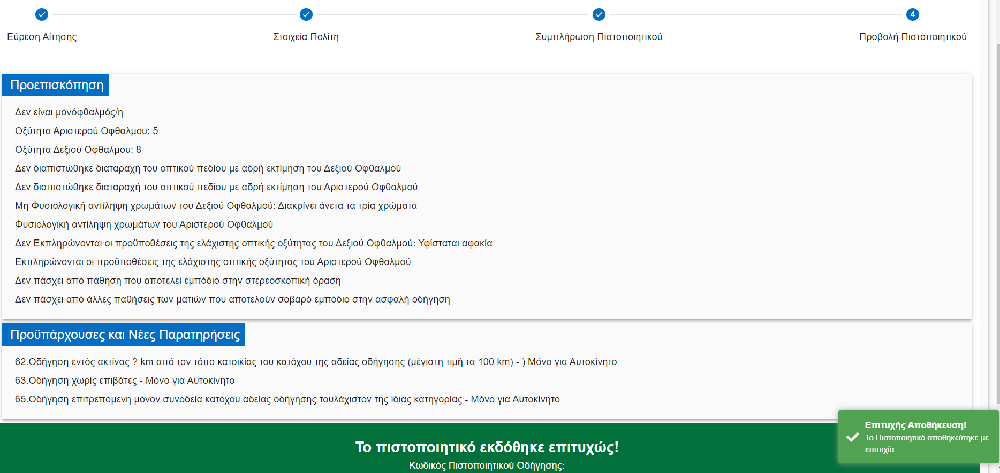 4
Εύρεση Αίτησης
Στοιχεία Πολίτη
Συμπλήρωση Πιστοποιητικού
Προβολή Πιστοποιητικού
Προεπισκόπηση
Δεν είναι μονόφθαλμός/η
Οξύτητα Αριστερού Οφθαλμου: 5
Οξύτητα Δεξιού Οφθαλμου: 8
Δεν διαπιστώθηκε διαταραχή του οπτικού πεδίου με αδρή εκτίμηση του Δεξιού Οφθαλμού
Δεν διαπιστώθηκε διαταραχή του οπτικού πεδίου με αδρή εκτίμηση του Αριστερού Οφθαλμού
Μη Φυσιολογική αντίληψη χρωμάτων του Δεξιού Οφθαλμού: Διακρίνει άνετα τα τρία χρώματα
Φυσιολογική αντίληψη χρωμάτων του Αριστερού Οφθαλμού
Δεν Εκπληρώνονται οι προϋποθέσεις της ελάχιστης οπτικής οξύτητας του Δεξιού Οφθαλμού: Υφίσταται αφακία
Εκπληρώνονται οι προϋποθέσεις της ελάχιστης οπτικής οξύτητας του Αριστερού Οφθαλμού
Δεν πάσχει από πάθηση που αποτελεί εμπόδιο στην στερεοσκοπική όραση
Δεν πάσχει από άλλες παθήσεις των ματιών που αποτελούν σοβαρό εμπόδιο στην ασφαλή οδήγηση
Προϋπάρχουσες και Νέες Παρατηρήσεις
62.Οδήγηση εντός ακτίνας ? km από τον τόπο κατοικίας του κατόχου της αδείας οδήγησης (μέγιστη τιμή τα 100 km) - ) Μόνο για Αυτοκίνητο
63.Οδήγηση χωρίς επιβάτες - Μόνο για Αυτοκίνητο
65.Οδήγηση επιτρεπόμενη μόνον συνοδεία κατόχου αδείας οδήγησης τουλάχιστον της ίδιας κατηγορίας - Μόνο για Αυτοκίνητο
Το πιστοποιητικό εκδόθηκε επιτυχώς!
Κωδικός Πιστοποιητικού Οδήγησης:
Επιτυχής Αποθήκευση!
Το Πιστοποιητικό αποθηκεύτηκε με
επιτυχία.